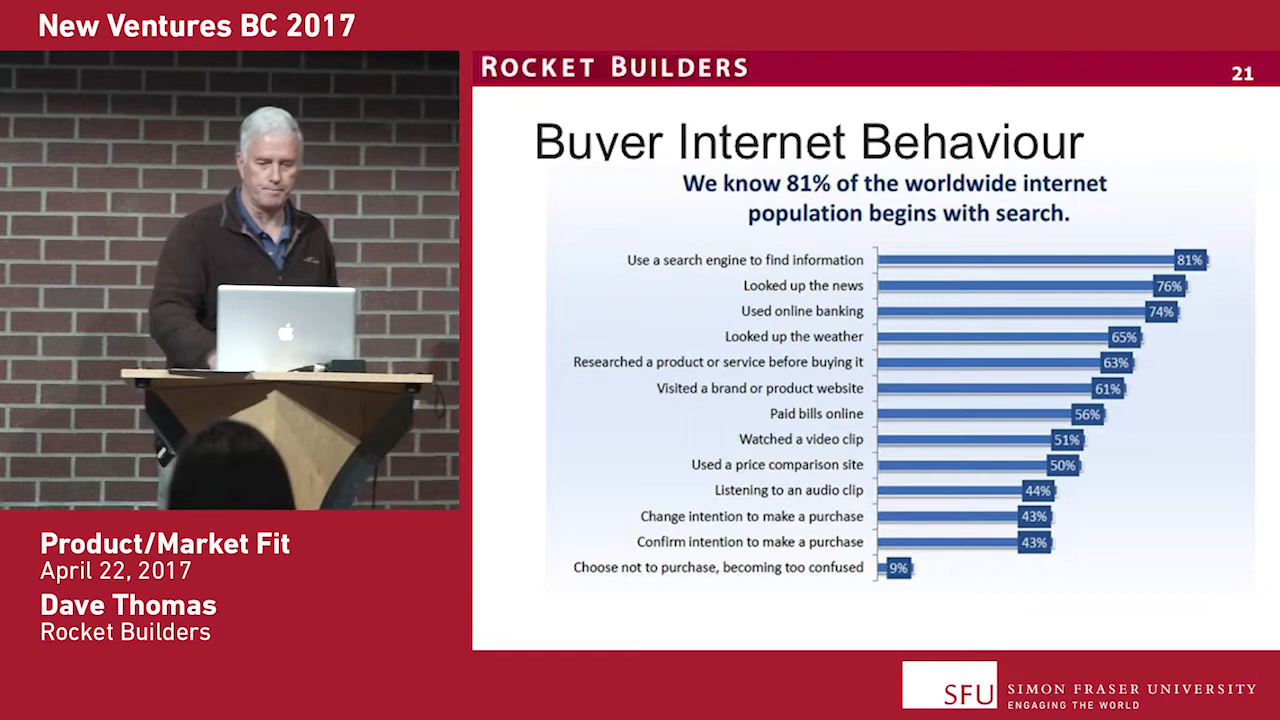 New Ventures BC 2017
ROCKET BUILDERS
21
Buyer Internet Behaviour
We know 81% of the worldwide internet
population begins with search.
Use a search engine to find information 81%
Looked up the news 76%
Used online banking 74%
Looked up the weather 65%
Researched a product or service before buying it 63%
Visited a brand or product website 61%
Paid bills online 56%
Watched a video clip 51%
Used a price comparison site 50%
Listening to an audio clip 44%
Change intention to make a purchase 43%
Confirm intention to make a purchase 43%
Choose not to purchase, becoming too confused 9%
Product/Market Fit
April 22, 2017
Dave Thomas
Rocket Builders
SFU
SIMON FRASER UNIVERSITY
ENGAGING THE WORLD